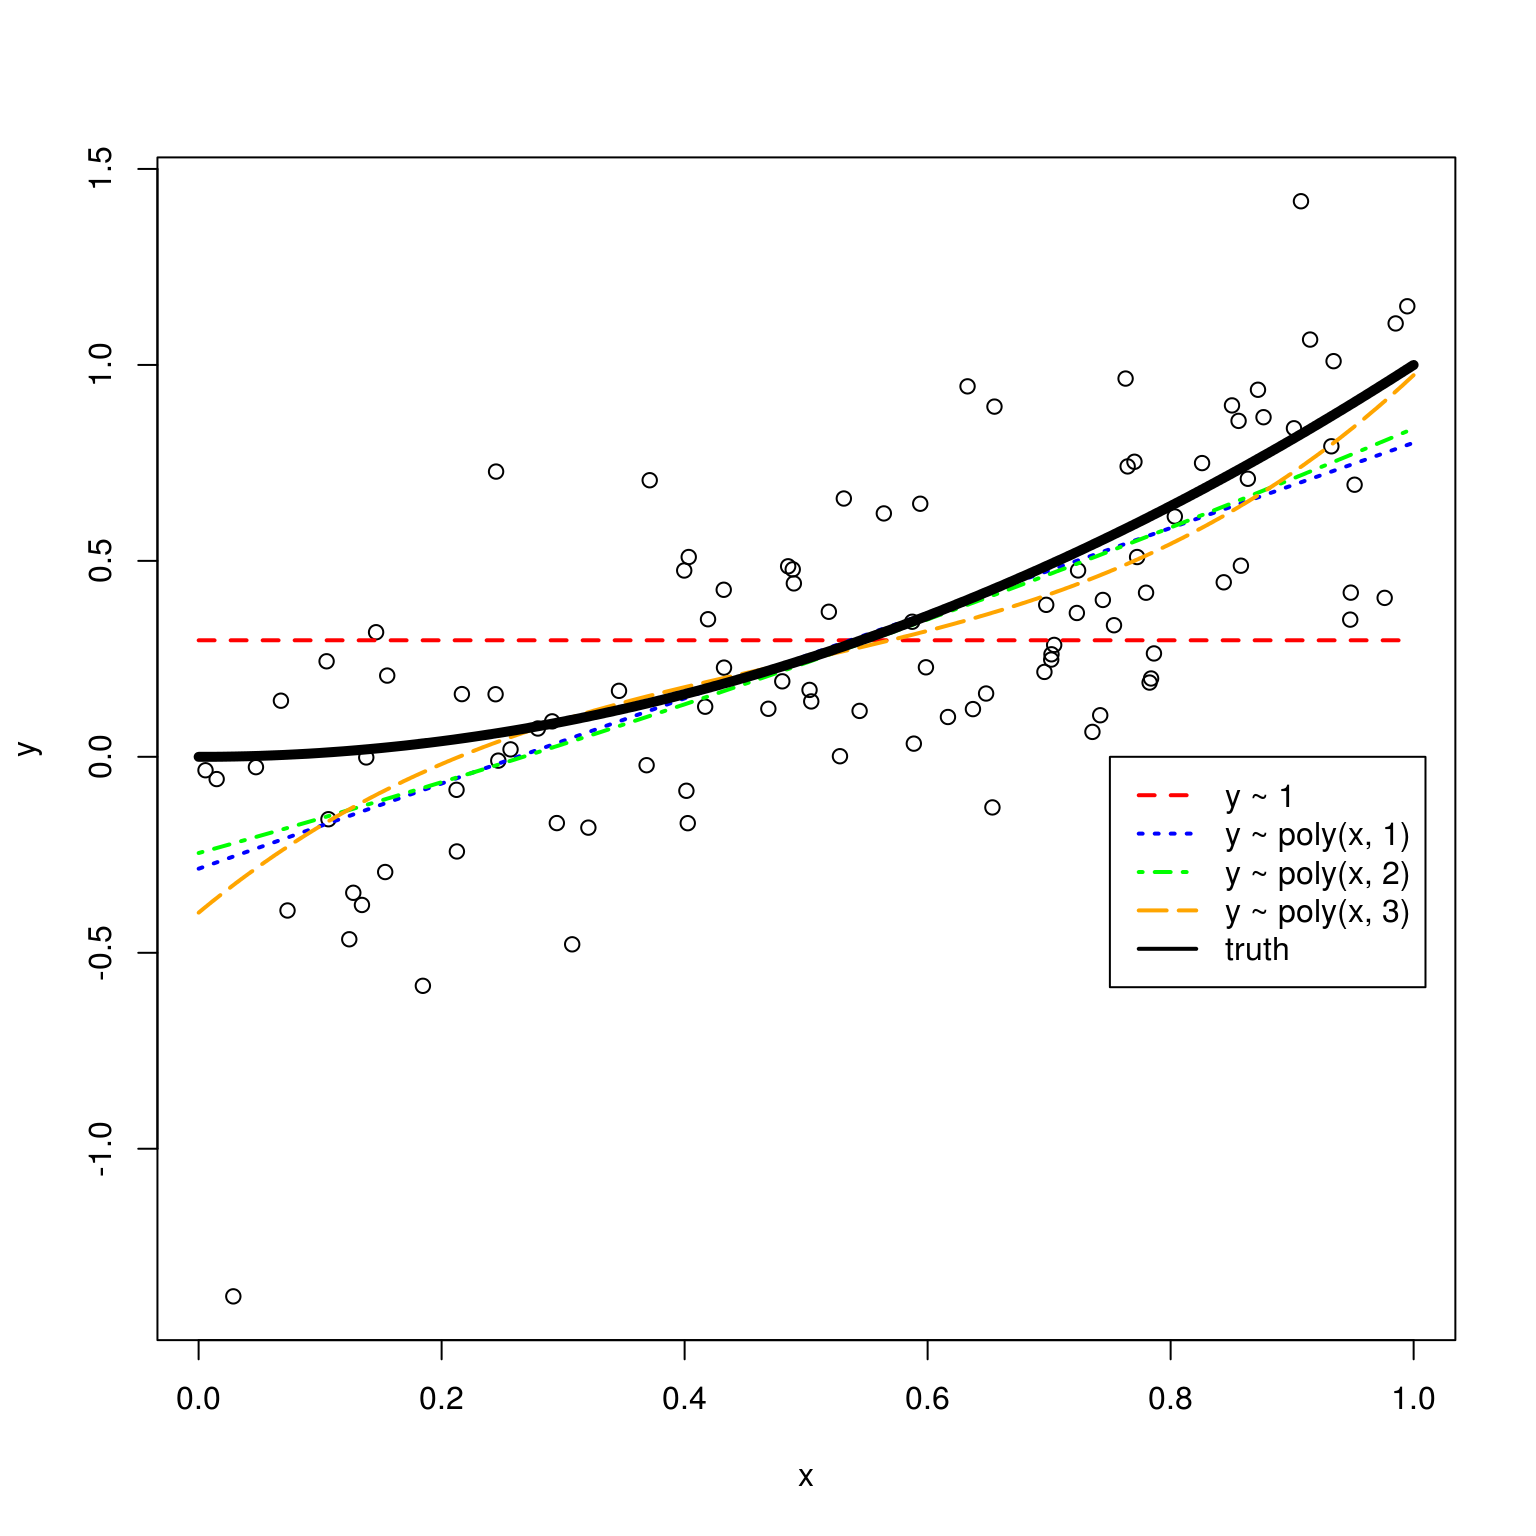 1.5
1.0
0.5
0.0
-0.5
-1.0
y
y ~ 1
y ~ poly(x, 1)
y ~ poly(x, 2)
y ~ poly(x, 3)
truth
0.0 0.2 0.4 0.6 0.8 1.0
x